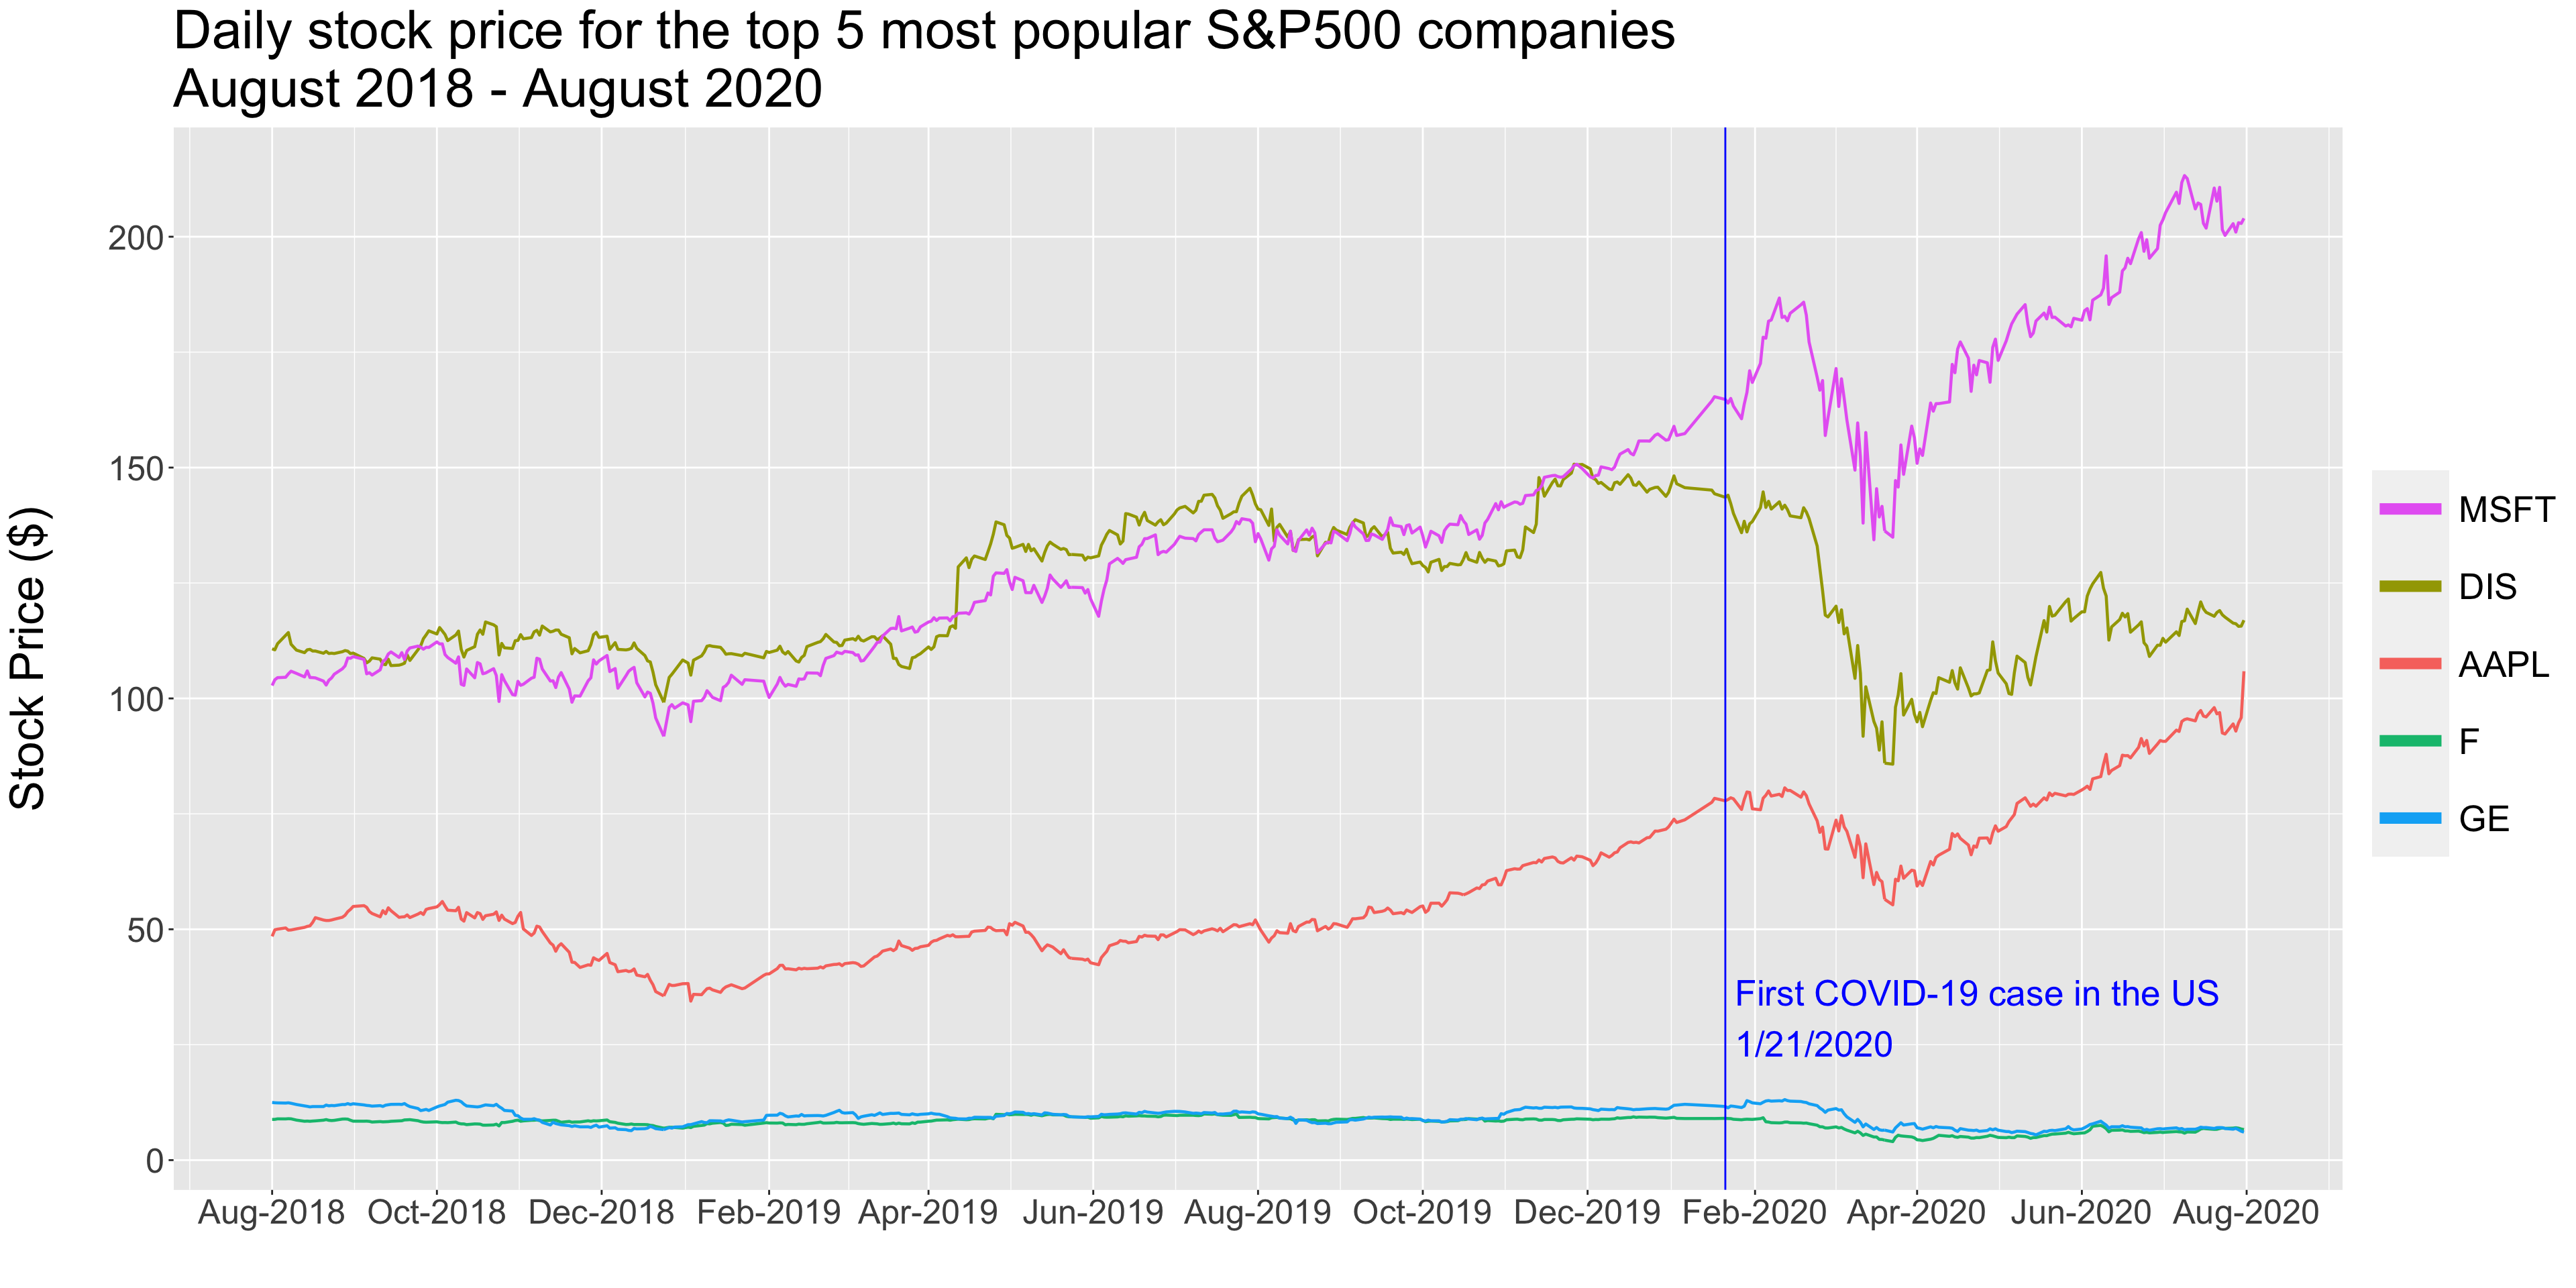 Daily stock price for the top 5 most popular S&P500 companies
August 2018 - August 2020
Stock Price ($)
200
150
100
50
0
First COVID-19 case in the US
1/21/2020
Aug-2018 Oct-2018 Dec-2018 Feb-2019 Apr-2019 Jun-2019 Aug-2019 Oct-2019 Dec-2019 Feb-2020 Apr-2020 Jun-2020 Aug-2020
MSFT
DIS
AAPL
F
GE